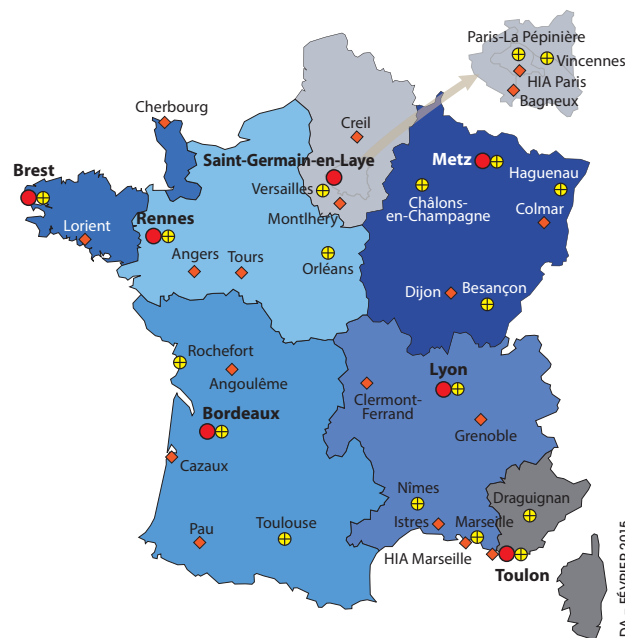 Paris-La Pépinière
Vincennes
HIA Paris
Bagneux
Cherbourg
Creil
Saint-Germain-en-Laye
Metz
Haguenau
Brest
Versailles
Châlons-
en-Champagne
Lorient
Rennes
Montlhéry
Colmar
Angers
Tours
Orléans
Dijon
Besançon
Rochefort
Angoulême
Lyon
Clermont-
Ferrand
Bordeaux
Grenoble
Cazaux
Nîmes
Draguignan
Pau
Toulouse
Istres
Marseille
HIA Marseille
Toulon
DA - FÉVRIER 2015